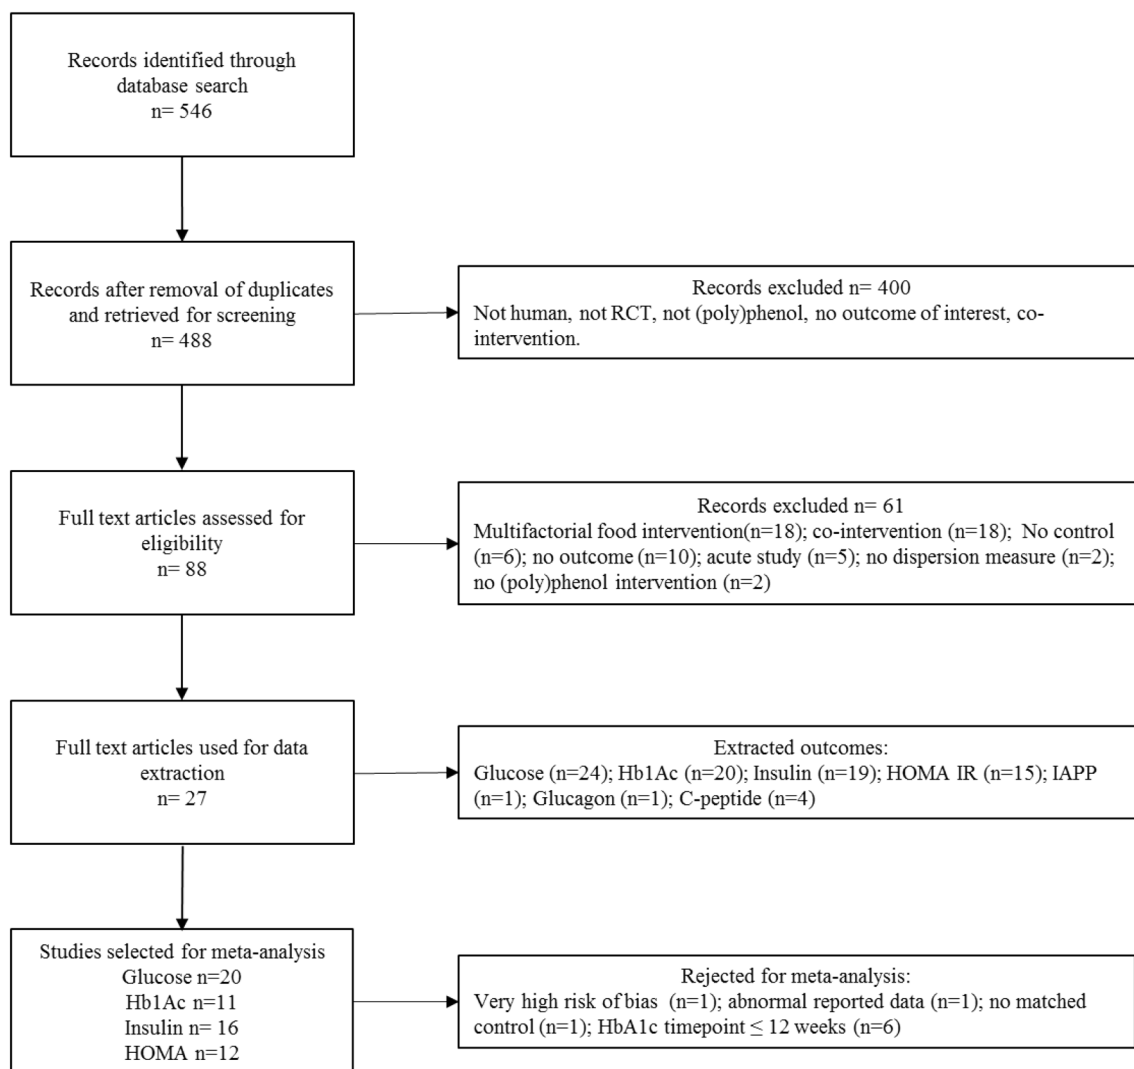 Records identified through
database search
n= 546
Records after removal of duplicates
and retrieved for screening
n= 488
Records excluded n= 400
Not human, not RCT, not (poly)phenol, no outcome of interest, co-
intervention.
Full text articles assessed for
eligibility
n= 88
Records excluded n= 61
Multifactorial food intervention(n=18); co-intervention (n=18);  No control
(n=6); no outcome (n=10); acute study (n=5); no dispersion measure (n=2);
no (poly)phenol intervention (n=2)
Full text articles used for data
extraction
n= 27
Extracted outcomes:
Glucose (n=24); Hb1Ac (n=20); Insulin (n=19); HOMA IR (n=15); IAPP
(n=1); Glucagon (n=1); C-peptide (n=4)
Studies selected for meta-analysis
Glucose n=20
Hb1Ac n=11
Insulin n= 16
HOMA n=12
Rejected for meta-analysis:
Very high risk of bias  (n=1); abnormal reported data (n=1); no matched
control (n=1); HbA1c timepoint ≤ 12 weeks (n=6)